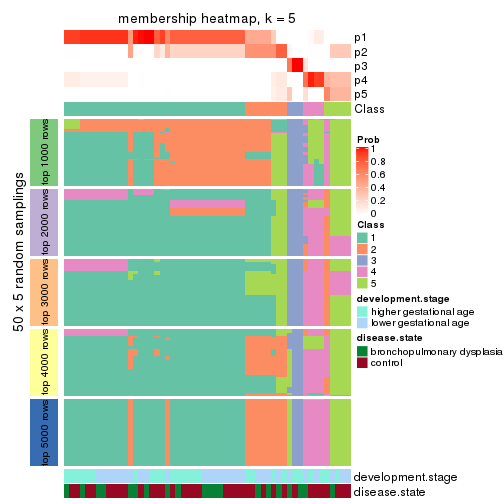 membership heatmap, k = 5
p1
p2
p3
p4
p5
Class
50 x 5 random samplings
top 1000 rows
top 2000 rows
top 3000 rows
top 4000 rows
top 5000 rows
Prob
1
0.8
0.6
0.4
0.2
0
Class
1
2
3
4
5
development.stage
higher gestational age
lower gestational age
disease.state
bronchopulmonary dysplasia
control
development.stage
disease.state